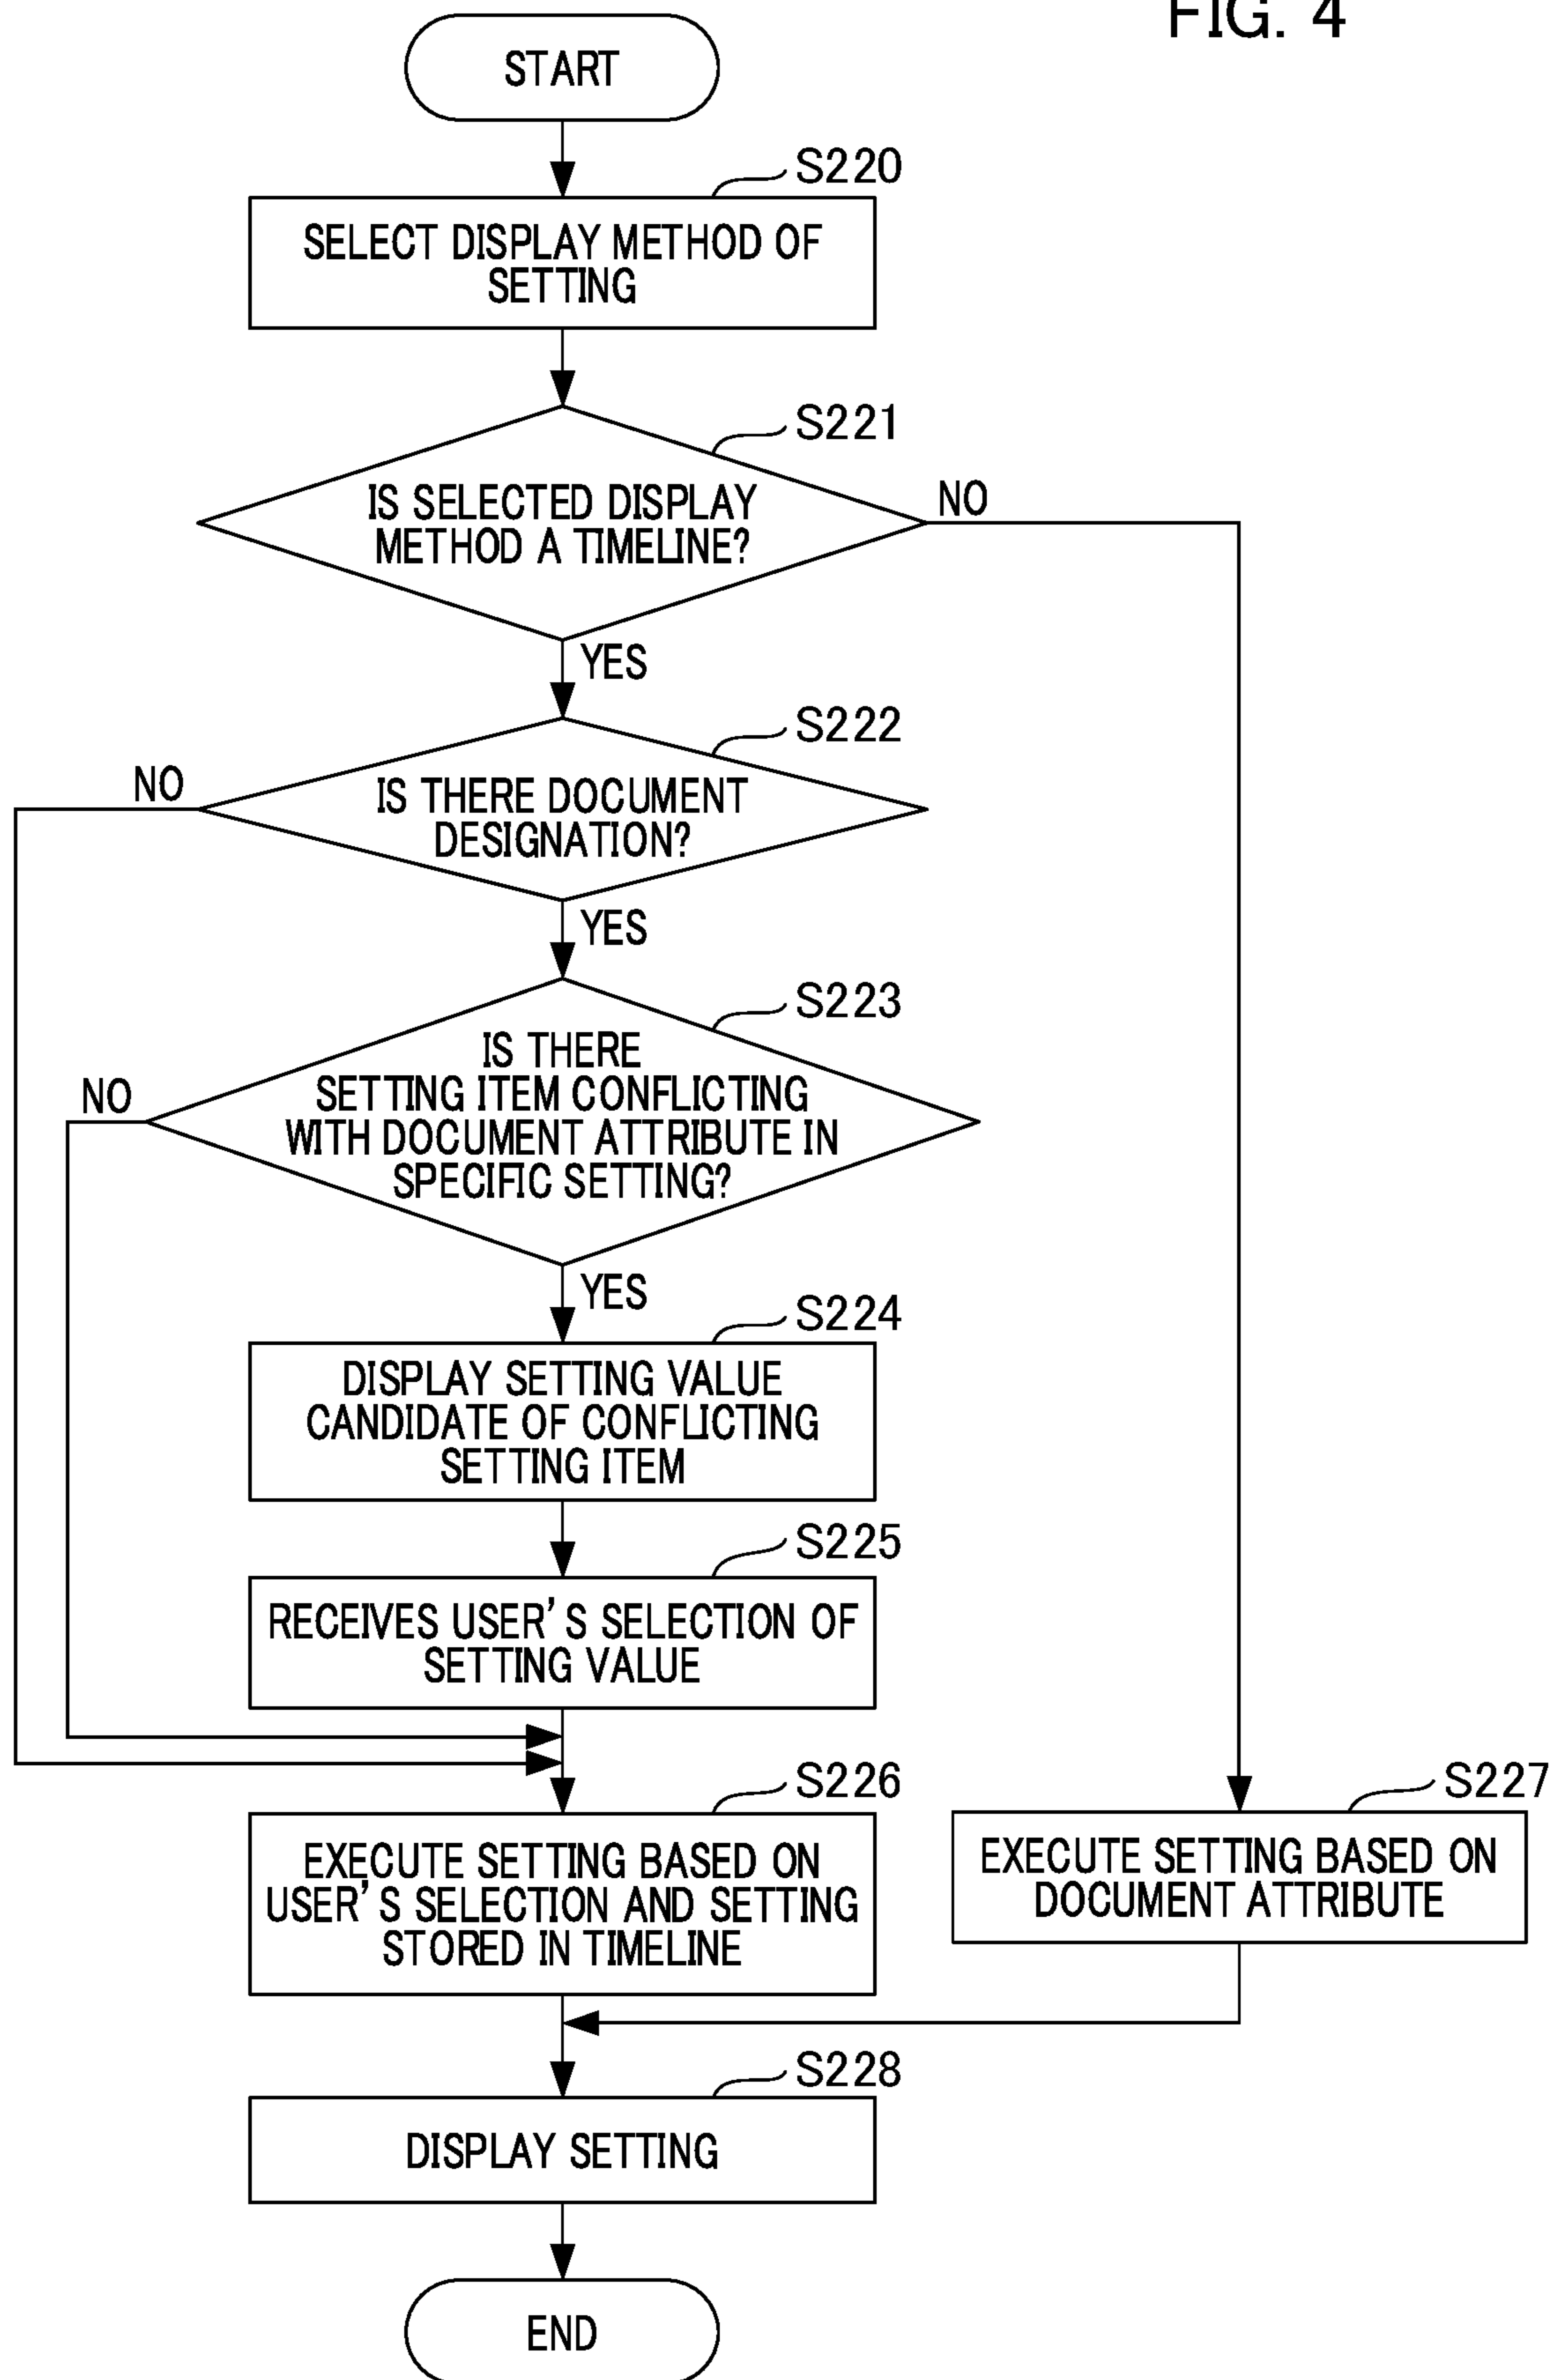 FIG. 4
START
S220
SELECT DISPLAY METHOD OF
SETTING
S221
IS SELECTED DISPLAY
METHOD A TIMELINE?
NO
YES
S222
IS THERE DOCUMENT
DESIGNATION?
NO
YES
S223
IS THERE
SETTING ITEM CONFLICTING
WITH DOCUMENT ATTRIBUTE IN
SPECIFIC SETTING?
NO
YES
S224
DISPLAY SETTING VALUE
CANDIDATE OF CONFLICTING
SETTING ITEM
S225
RECEIVES USER'S SELECTION OF
SETTING VALUE
S226
EXECUTE SETTING BASED ON
USER'S SELECTION AND SETTING
STORED IN TIMELINE
S227
EXECUTE SETTING BASED ON
DOCUMENT ATTRIBUTE
S228
DISPLAY SETTING
END